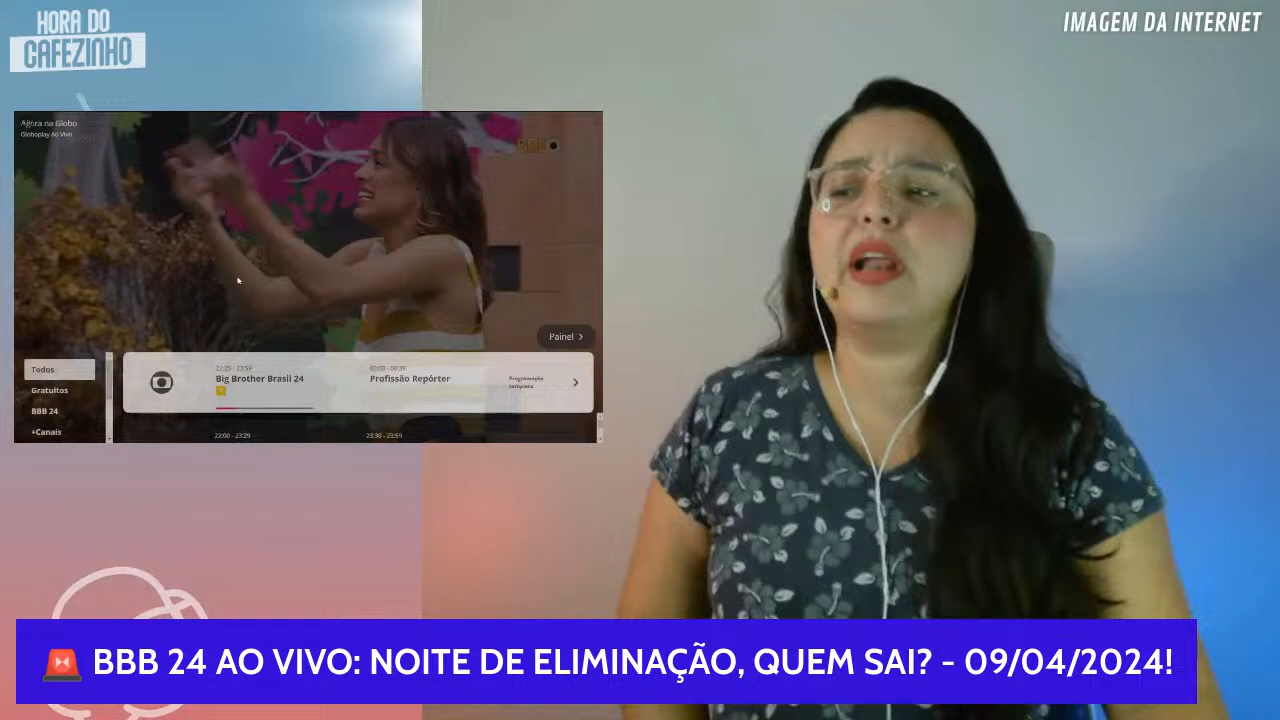 HORA DO
CAFEZINHO
IMAGEM DA INTERNET
Agora na Globo
Globoplay Ao Vivo
Painel
Todos
Gratuitos
BBB 24
+Canais
22:25 - 23:59
Big Brother Brasil 24
00:00 - 00:39
Profissão Repórter
Programação
completa
22:00 - 23:29
23:30 - 23:59
BBB 24 AO VIVO: NOITE DE ELIMINAÇÃO, QUEM SAI? - 09/04/2024!